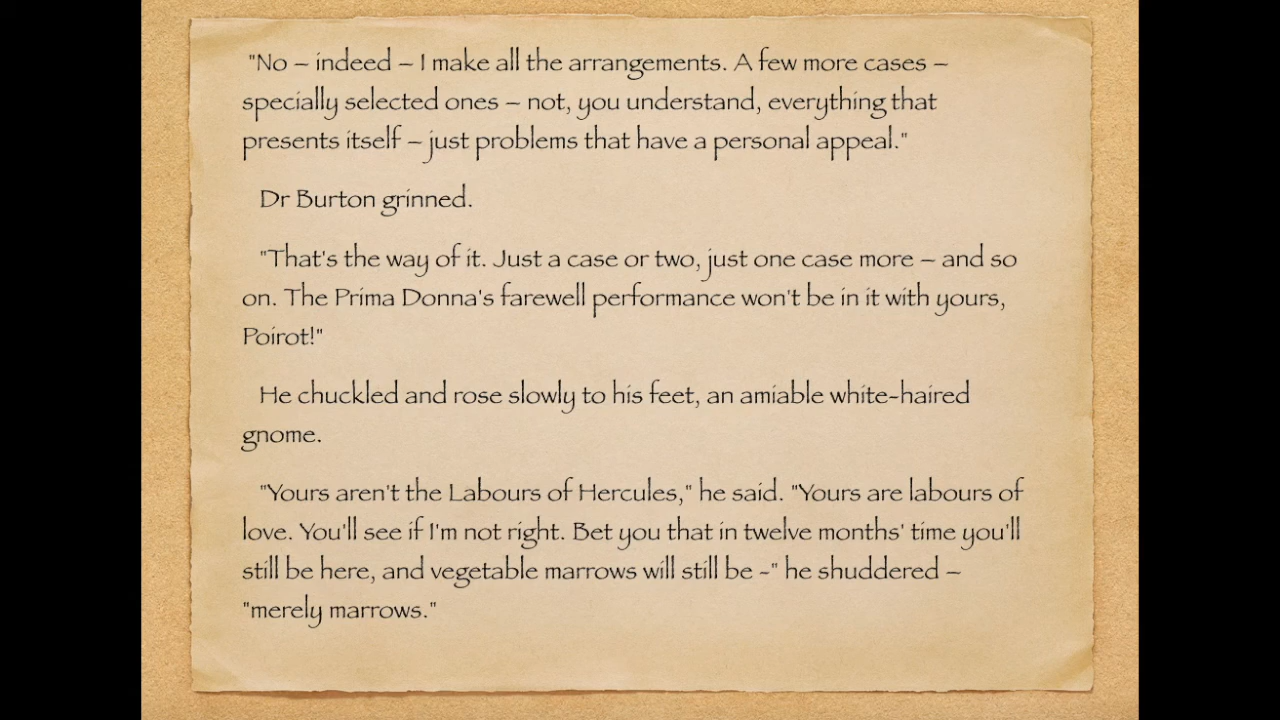 "No – indeed – I make all the arrangements. A few more cases –
specially selected ones – not, you understand, everything that
presents itself – just problems that have a personal appeal."
Dr Burton grinned.
"That's the way of it. Just a case or two, just one case more – and so
on. The Prima Donna's farewell performance won't be in it with yours,
Poirot!"
He chuckled and rose slowly to his feet, an amiable white-haired
gnome.
"Yours aren't the Labours of Hercules," he said. "Yours are labours of
love. You'll see if I'm not right. Bet you that in twelve months' time you'll
still be here, and vegetable marrows will still be -" he shuddered –
"merely marrows."